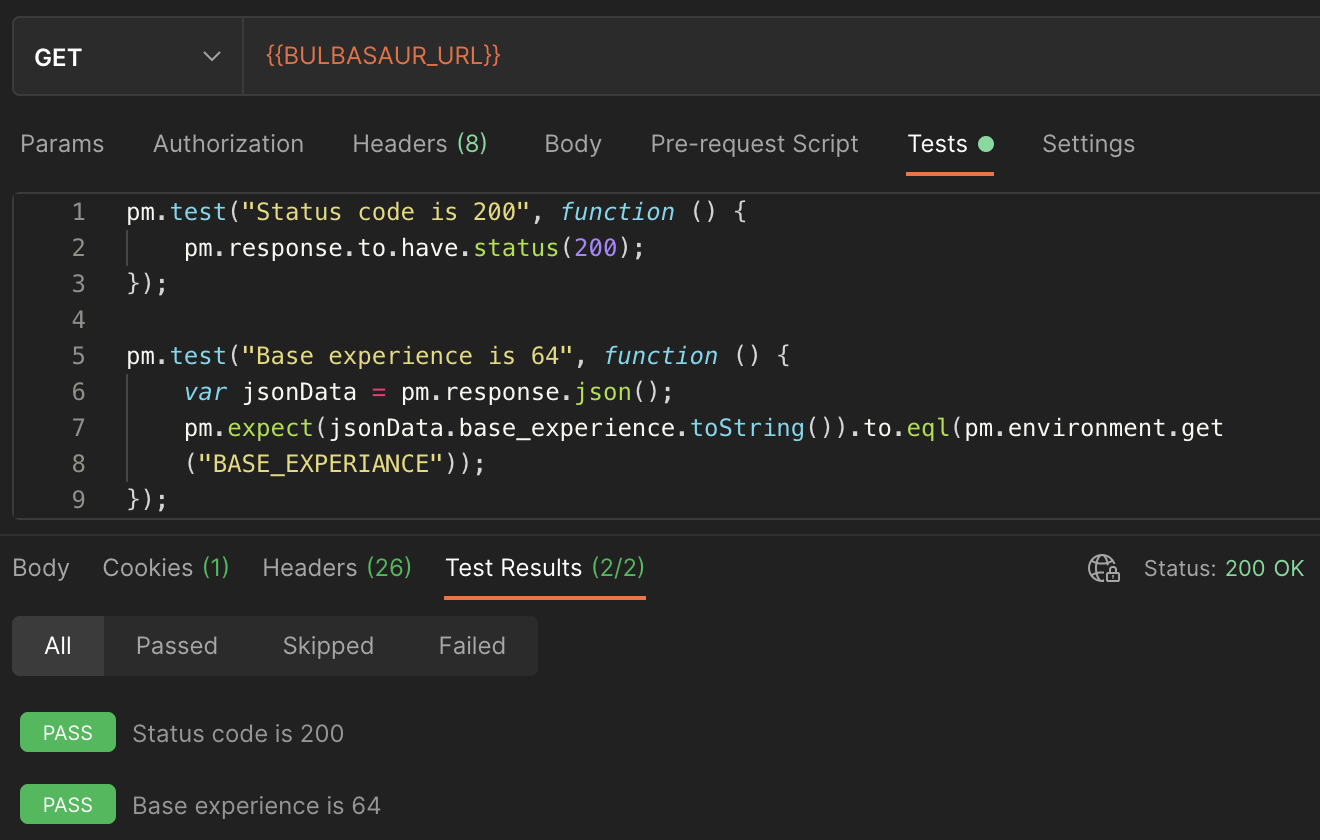 GET {{BULBASAUR_URL}}
Params Authorization Headers (8) Body Pre-request Script Tests Settings
1 pm.test("Status code is 200", function () {
2     pm.response.to.have.status(200);
3 });
4
5 pm.test("Base experience is 64", function () {
6     var jsonData = pm.response.json();
7     pm.expect(jsonData.base_experience.toString()).to.eql(pm.environment.get
8     ("BASE_EXPERIANCE"));
9 });
Body Cookies (1) Headers (26) Test Results (2/2) Status: 200 OK
All Passed Skipped Failed
PASS Status code is 200
PASS Base experience is 64